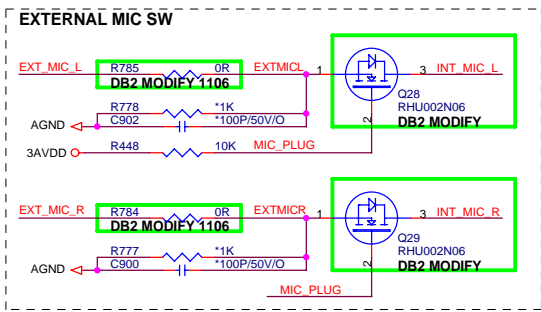 EXTERNAL MIC SW
EXT_MIC_L R785 0R EXTMICL 1 3 INT_MIC_L
DB2 MODIFY 1106
Q28
RHU002N06
DB2 MODIFY
2
R778 *1K
AGND C902 *100P/50V/O
3AVDD R448 10K MIC_PLUG
EXT_MIC_R R784 0R EXTMICR 1 3 INT_MIC_R
DB2 MODIFY 1106
Q29
RHU002N06
DB2 MODIFY
2
R777 *1K
AGND C900 *100P/50V/O
MIC_PLUG